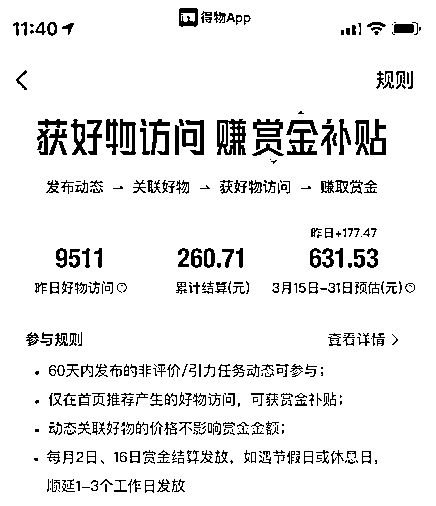 11:40
得物App
规则
获好物访问 赚赏金补贴
发布动态 → 关联好物 → 获好物访问 → 赚取赏金
昨日+177.47
9511 260.71 631.53
昨日好物访问 累计结算(元) 3月15日-31日预估(元)
参与规则 查看详情 >
• 60天内发布的非评价/引力任务动态可参与；
• 仅在首页推荐产生的好物访问，可获赏金补贴；
• 动态关联好物的价格不影响赏金金额；
• 每月2日、16日赏金结算发放，如遇节假日或休息日，
顺延1-3个工作日发放